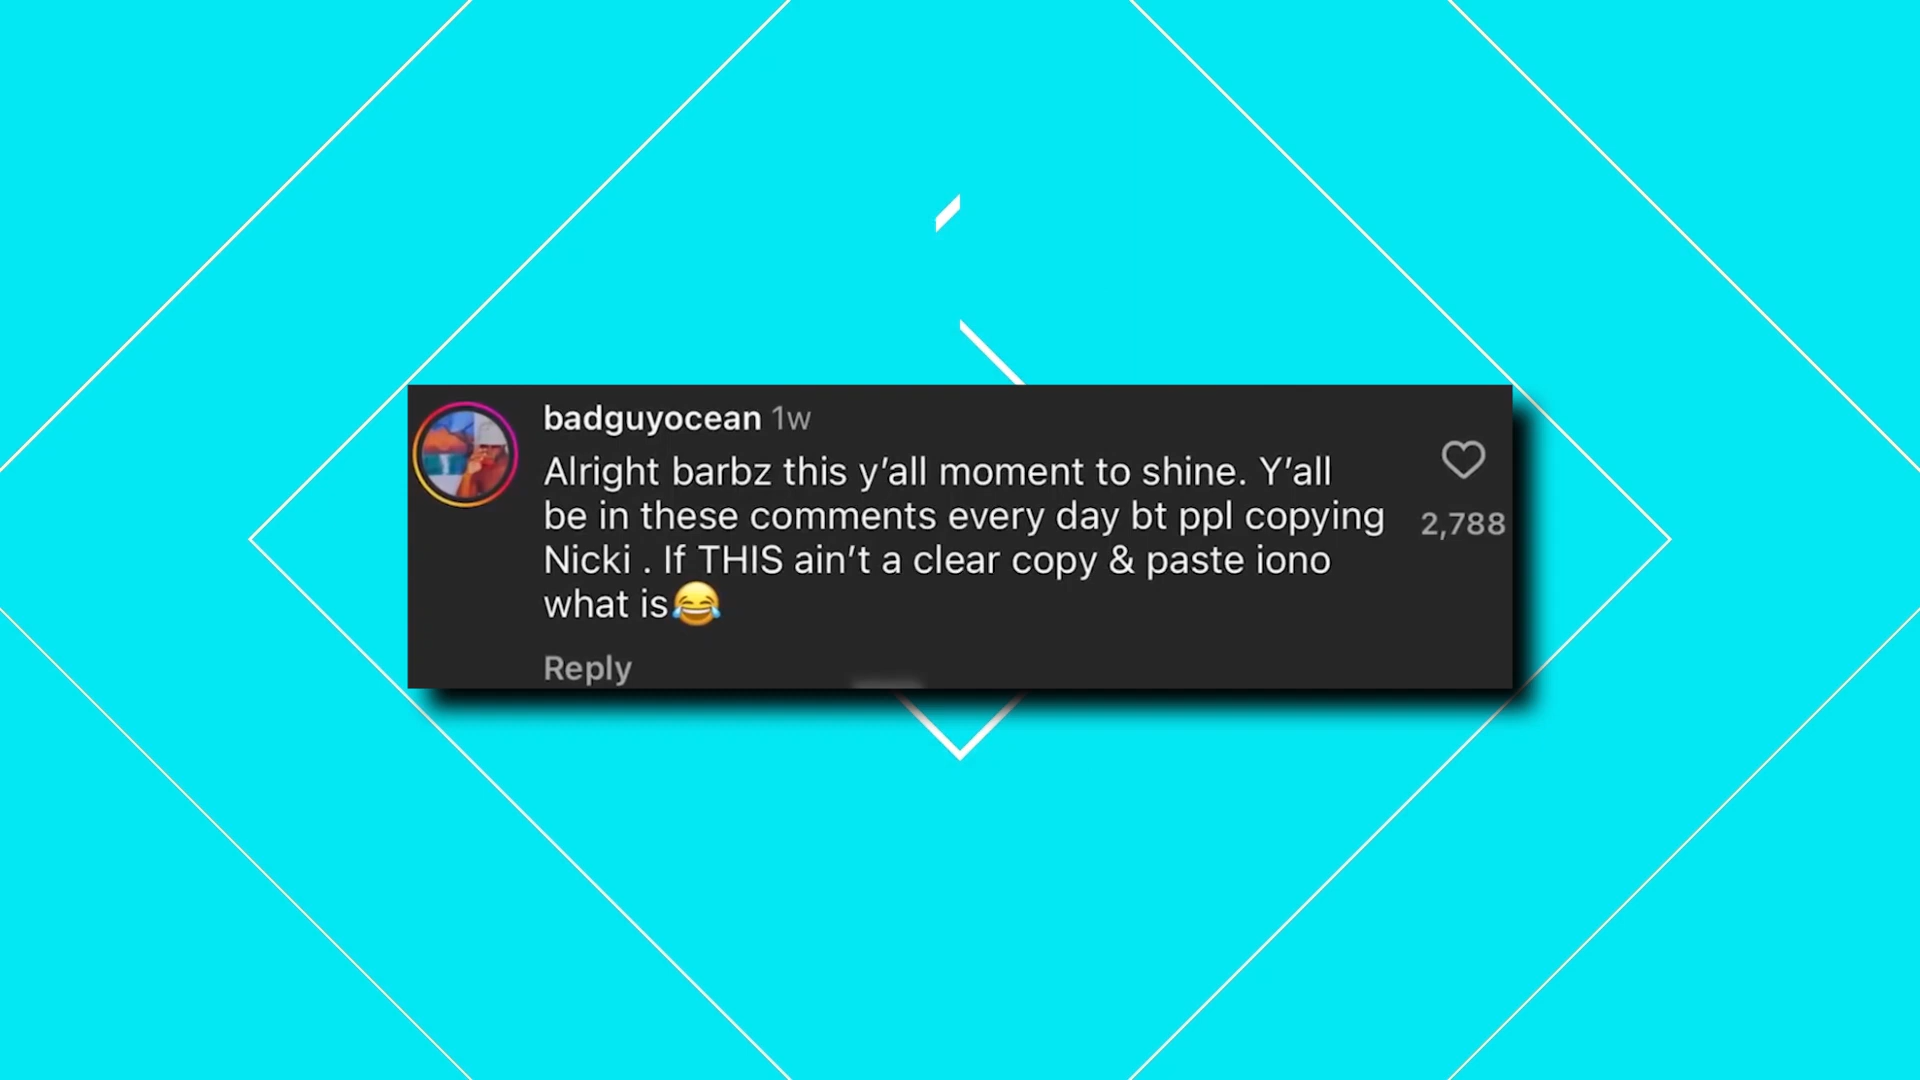 badguyocean 1w
Alright barbz this y’all moment to shine. Y’all
be in these comments every day bt ppl copying
Nicki . If THIS ain’t a clear copy & paste iono
what is😂
2,788
Reply